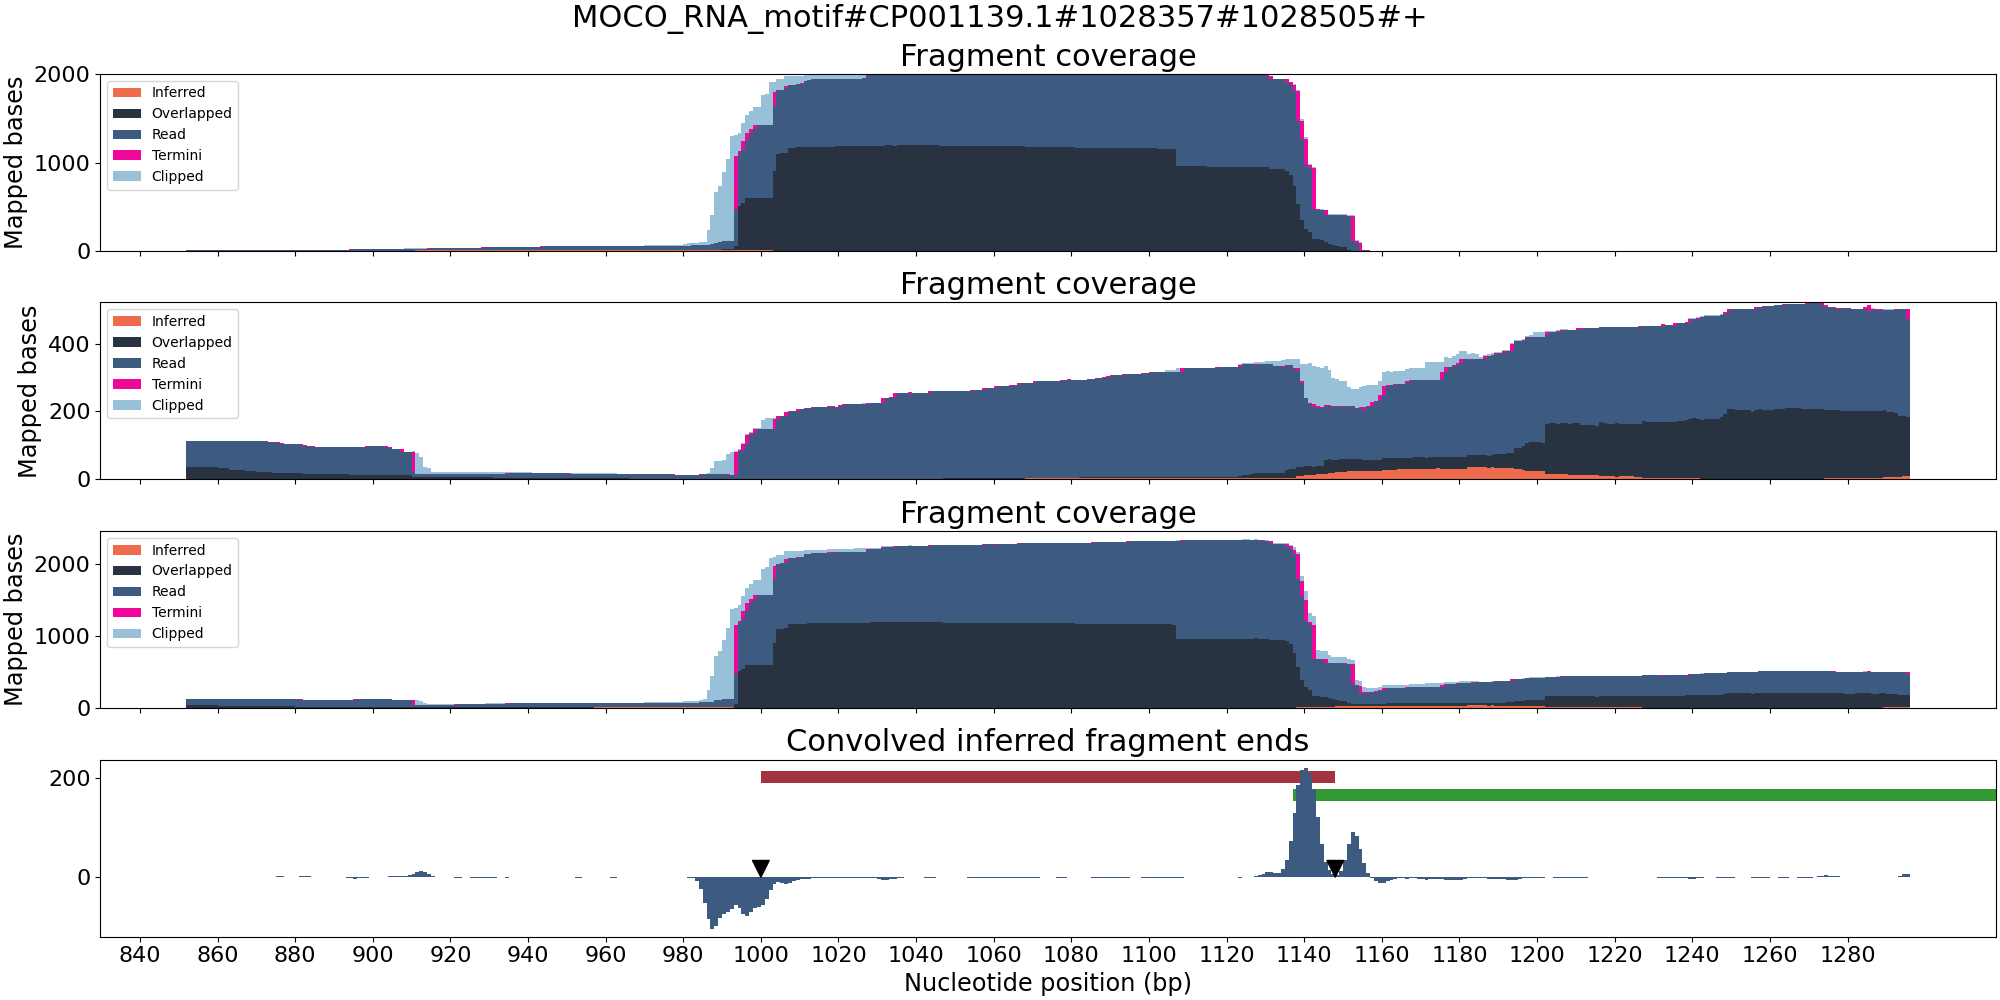 MOCO_RNA_motif#CP001139.1#1028357#1028505#+
Fragment coverage
Mapped bases
2000
1000
0
Inferred
Overlapped
Read
Termini
Clipped
Fragment coverage
Mapped bases
400
200
0
Inferred
Overlapped
Read
Termini
Clipped
Fragment coverage
Mapped bases
2000
1000
0
Inferred
Overlapped
Read
Termini
Clipped
Convolved inferred fragment ends
200
0
840 860 880 900 920 940 960 980 1000 1020 1040 1060 1080 1100 1120 1140 1160 1180 1200 1220 1240 1260 1280
Nucleotide position (bp)